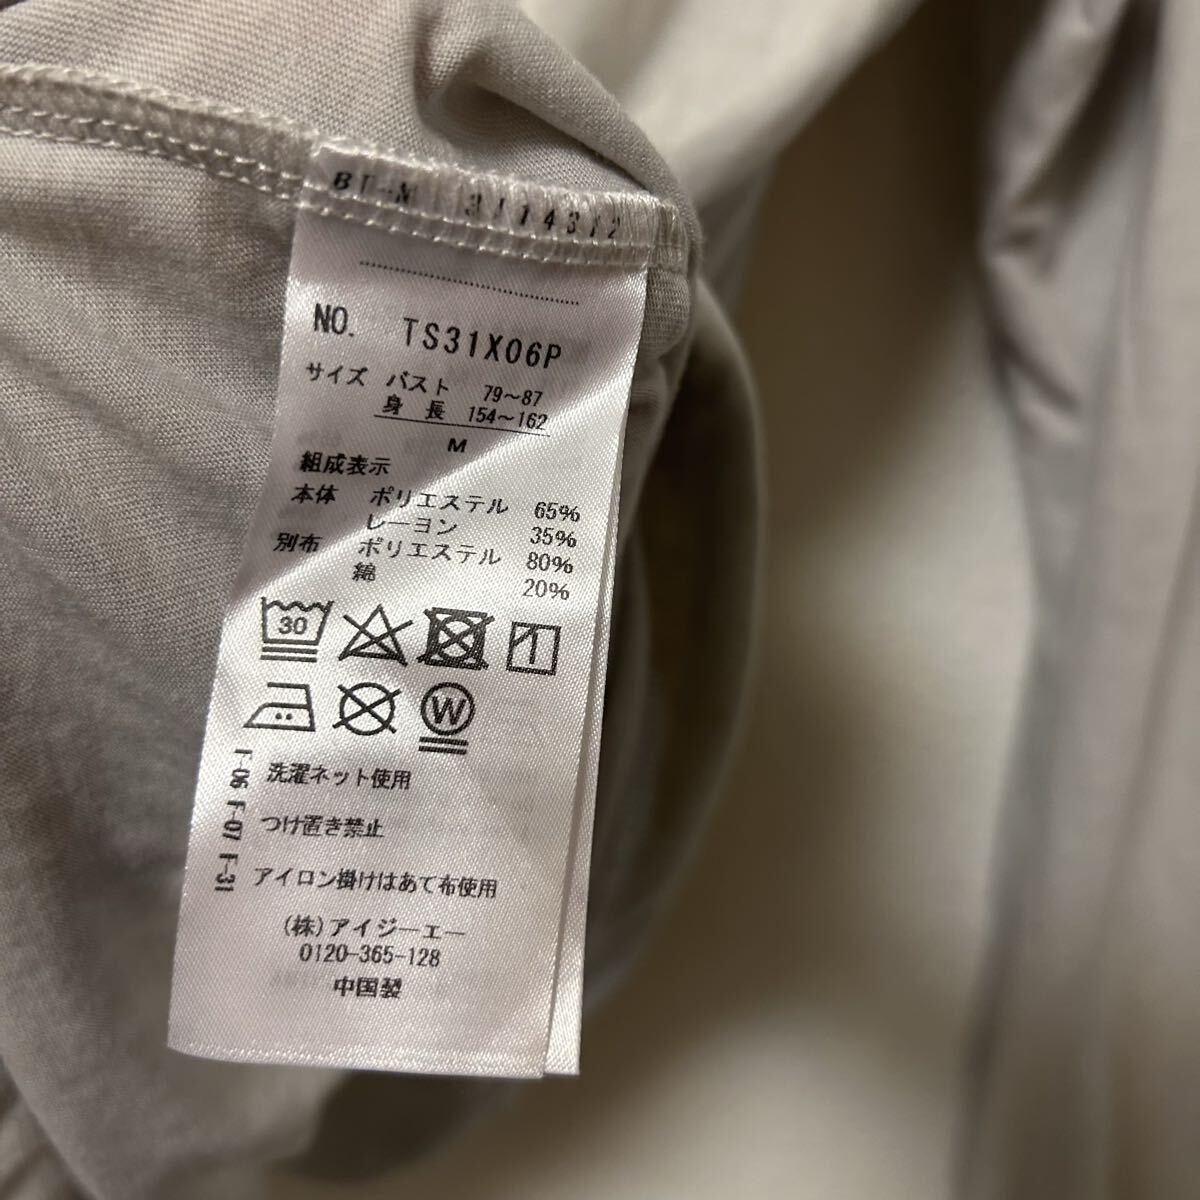 NO. TS31X06P
サイズ バスト 79～87
身長 154～162
M
組成表示
本体 ポリエステル 65%
レーヨン 35%
別布 ポリエステル 80%
綿 20%
30
W
F-06 F-07 F-31
洗濯ネット使用
つけ置き禁止
アイロン掛けはあて布使用
(株)アイジーエー
0120-365-128
中国製